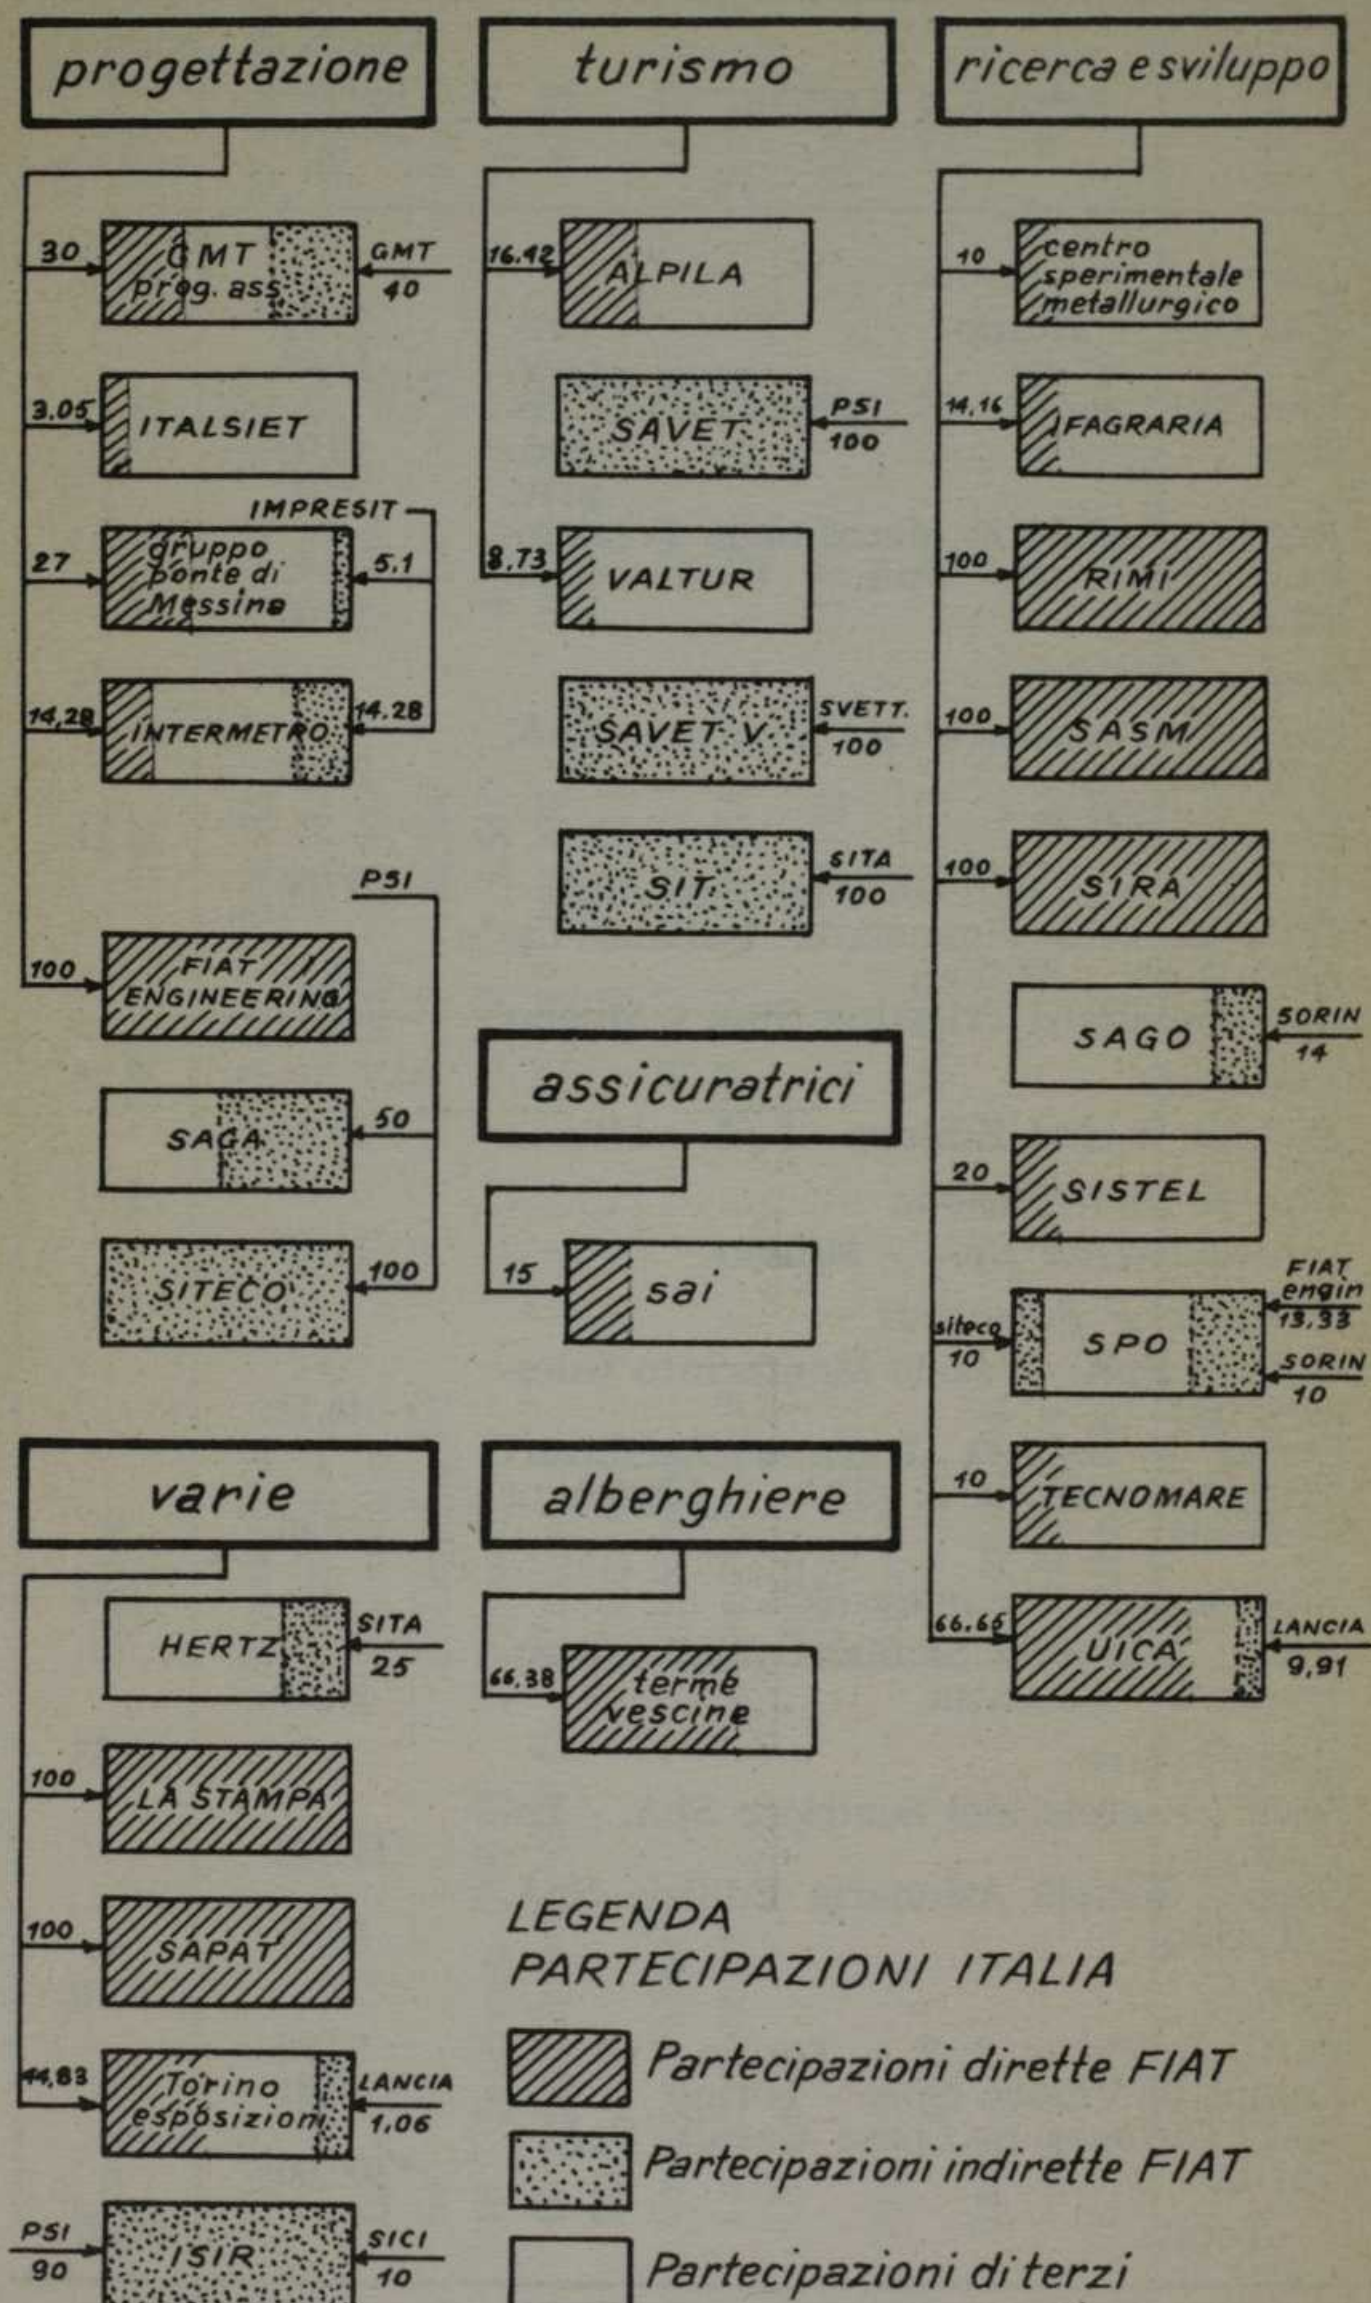 progettazione
30
GMT
prog. ass.
GMT
40
3.05
ITALSIET
IMPRESIT
27
gruppo
ponte di
Messina
5.1
14,28
INTERMETRO
14.28
PSI
100
FIAT
ENGINEERING
SAGA
50
SITECO
100
turismo
16.42
ALPILA
SAVET
PSI
100
8,73
VALTUR
SAVET V
SVETT.
100
SIT
SITA
100
assicuratrici
15
sai
ricerca e sviluppo
10
centro
sperimentale
metallurgico
14,16
IFAGRARIA
100
RIMI
100
SASM
100
SIRA
SAGO
SORIN
14
20
SISTEL
siteco
10
SPO
FIAT
engin
13.33
SORIN
10
10
TECNOMARE
66.65
UICA
LANCIA
9,91
varie
HERTZ
SITA
25
100
LA STAMPA
100
SAPAT
44,83
Torino
esposizioni
LANCIA
1,06
PSI
90
ISIR
SICI
10
alberghiere
66,38
terme
vescine
LEGENDA
PARTECIPAZIONI ITALIA
Partecipazioni dirette FIAT
Partecipazioni indirette FIAT
Partecipazioni di terzi